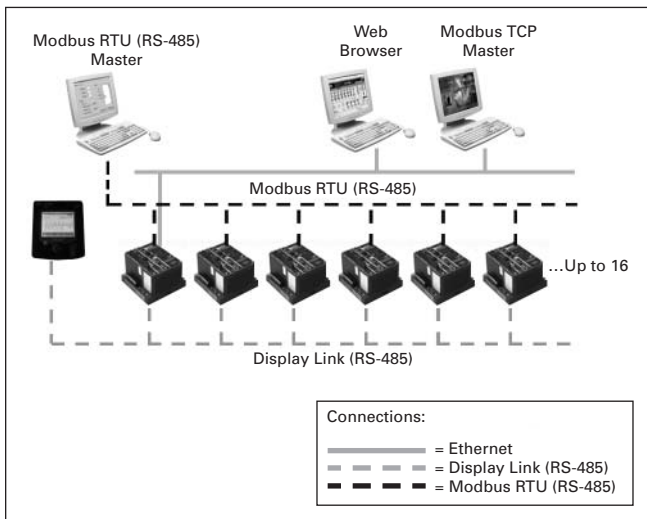 Modbus RTU (RS-485)
Master
Web
Browser
Modbus TCP
Master
Modbus RTU (RS-485)
...Up to 16
Display Link (RS-485)
Connections:
= Ethernet
= Display Link (RS-485)
= Modbus RTU (RS-485)